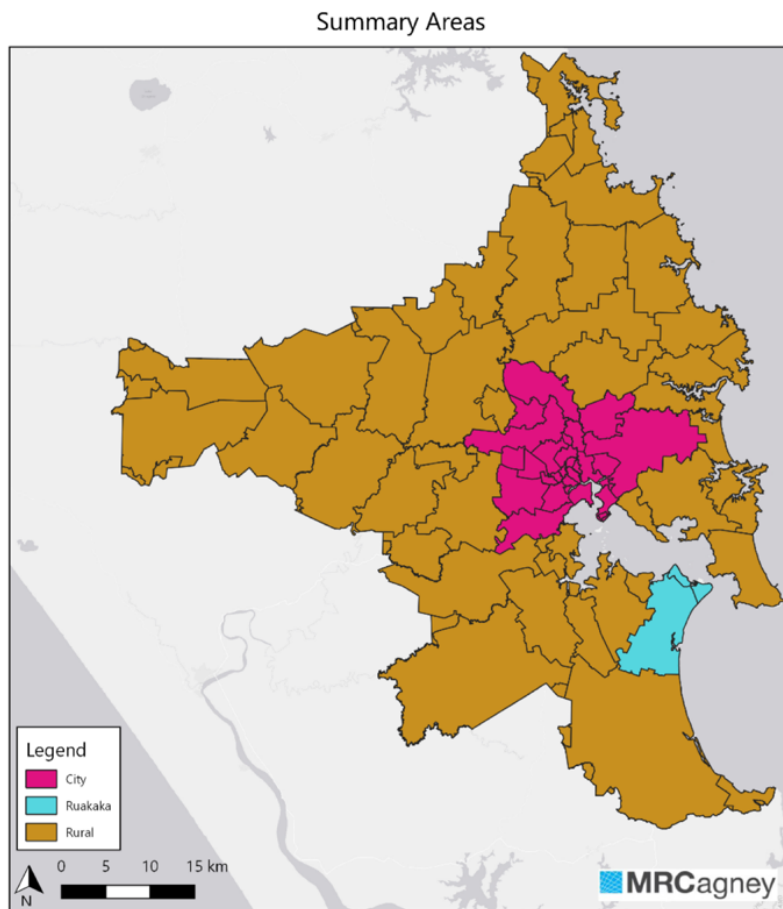 Summary Areas
Legend
City
Ruakaka
Rural
0 5 10 15 km
N
MRCagney